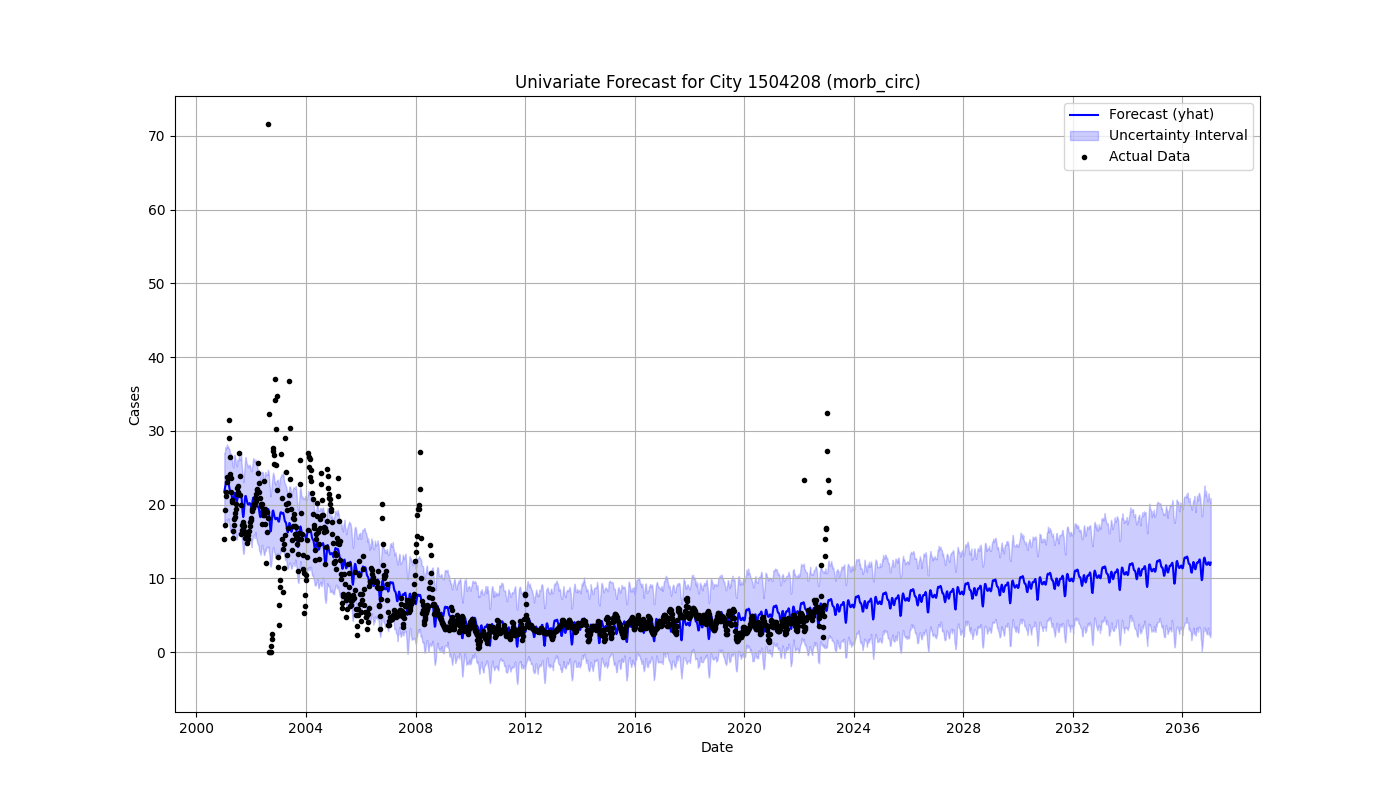 Univariate Forecast for City 1504208 (morb_circ)
Forecast (yhat)
Uncertainty Interval
Actual Data
70
60
50
40
30
20
10
0
Cases
2000 2004 2008 2012 2016 2020 2024 2028 2032 2036
Date